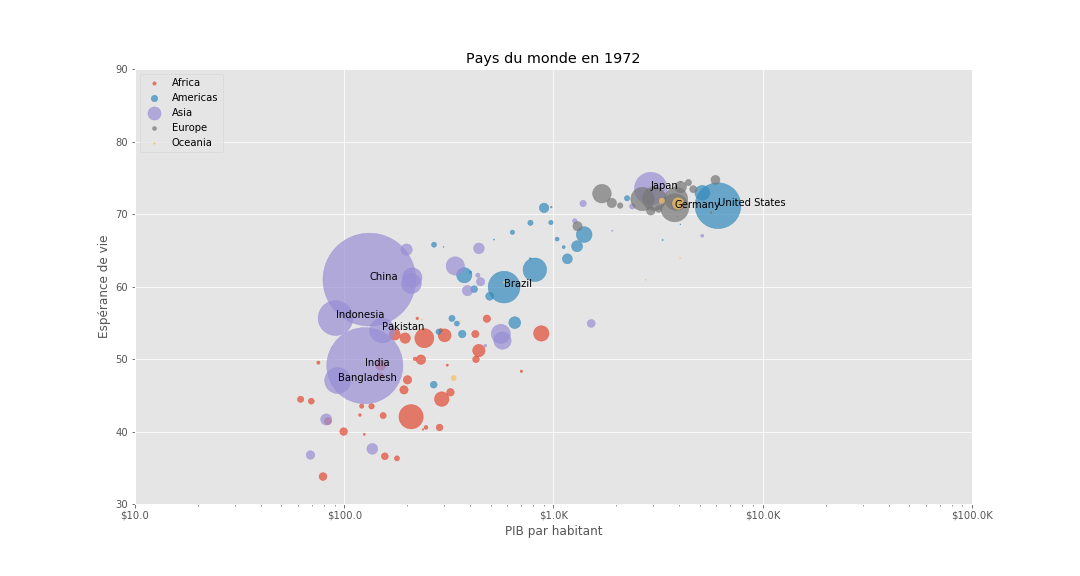 Pays du monde en 1972
90
80
70
60
50
40
30
Espérance de vie
Africa
Americas
Asia
Europe
Oceania
Japan
Germany
United States
China
Brazil
Indonesia
Pakistan
India
Bangladesh
$10.0 $100.0 $1.0K $10.0K $100.0K
PIB par habitant